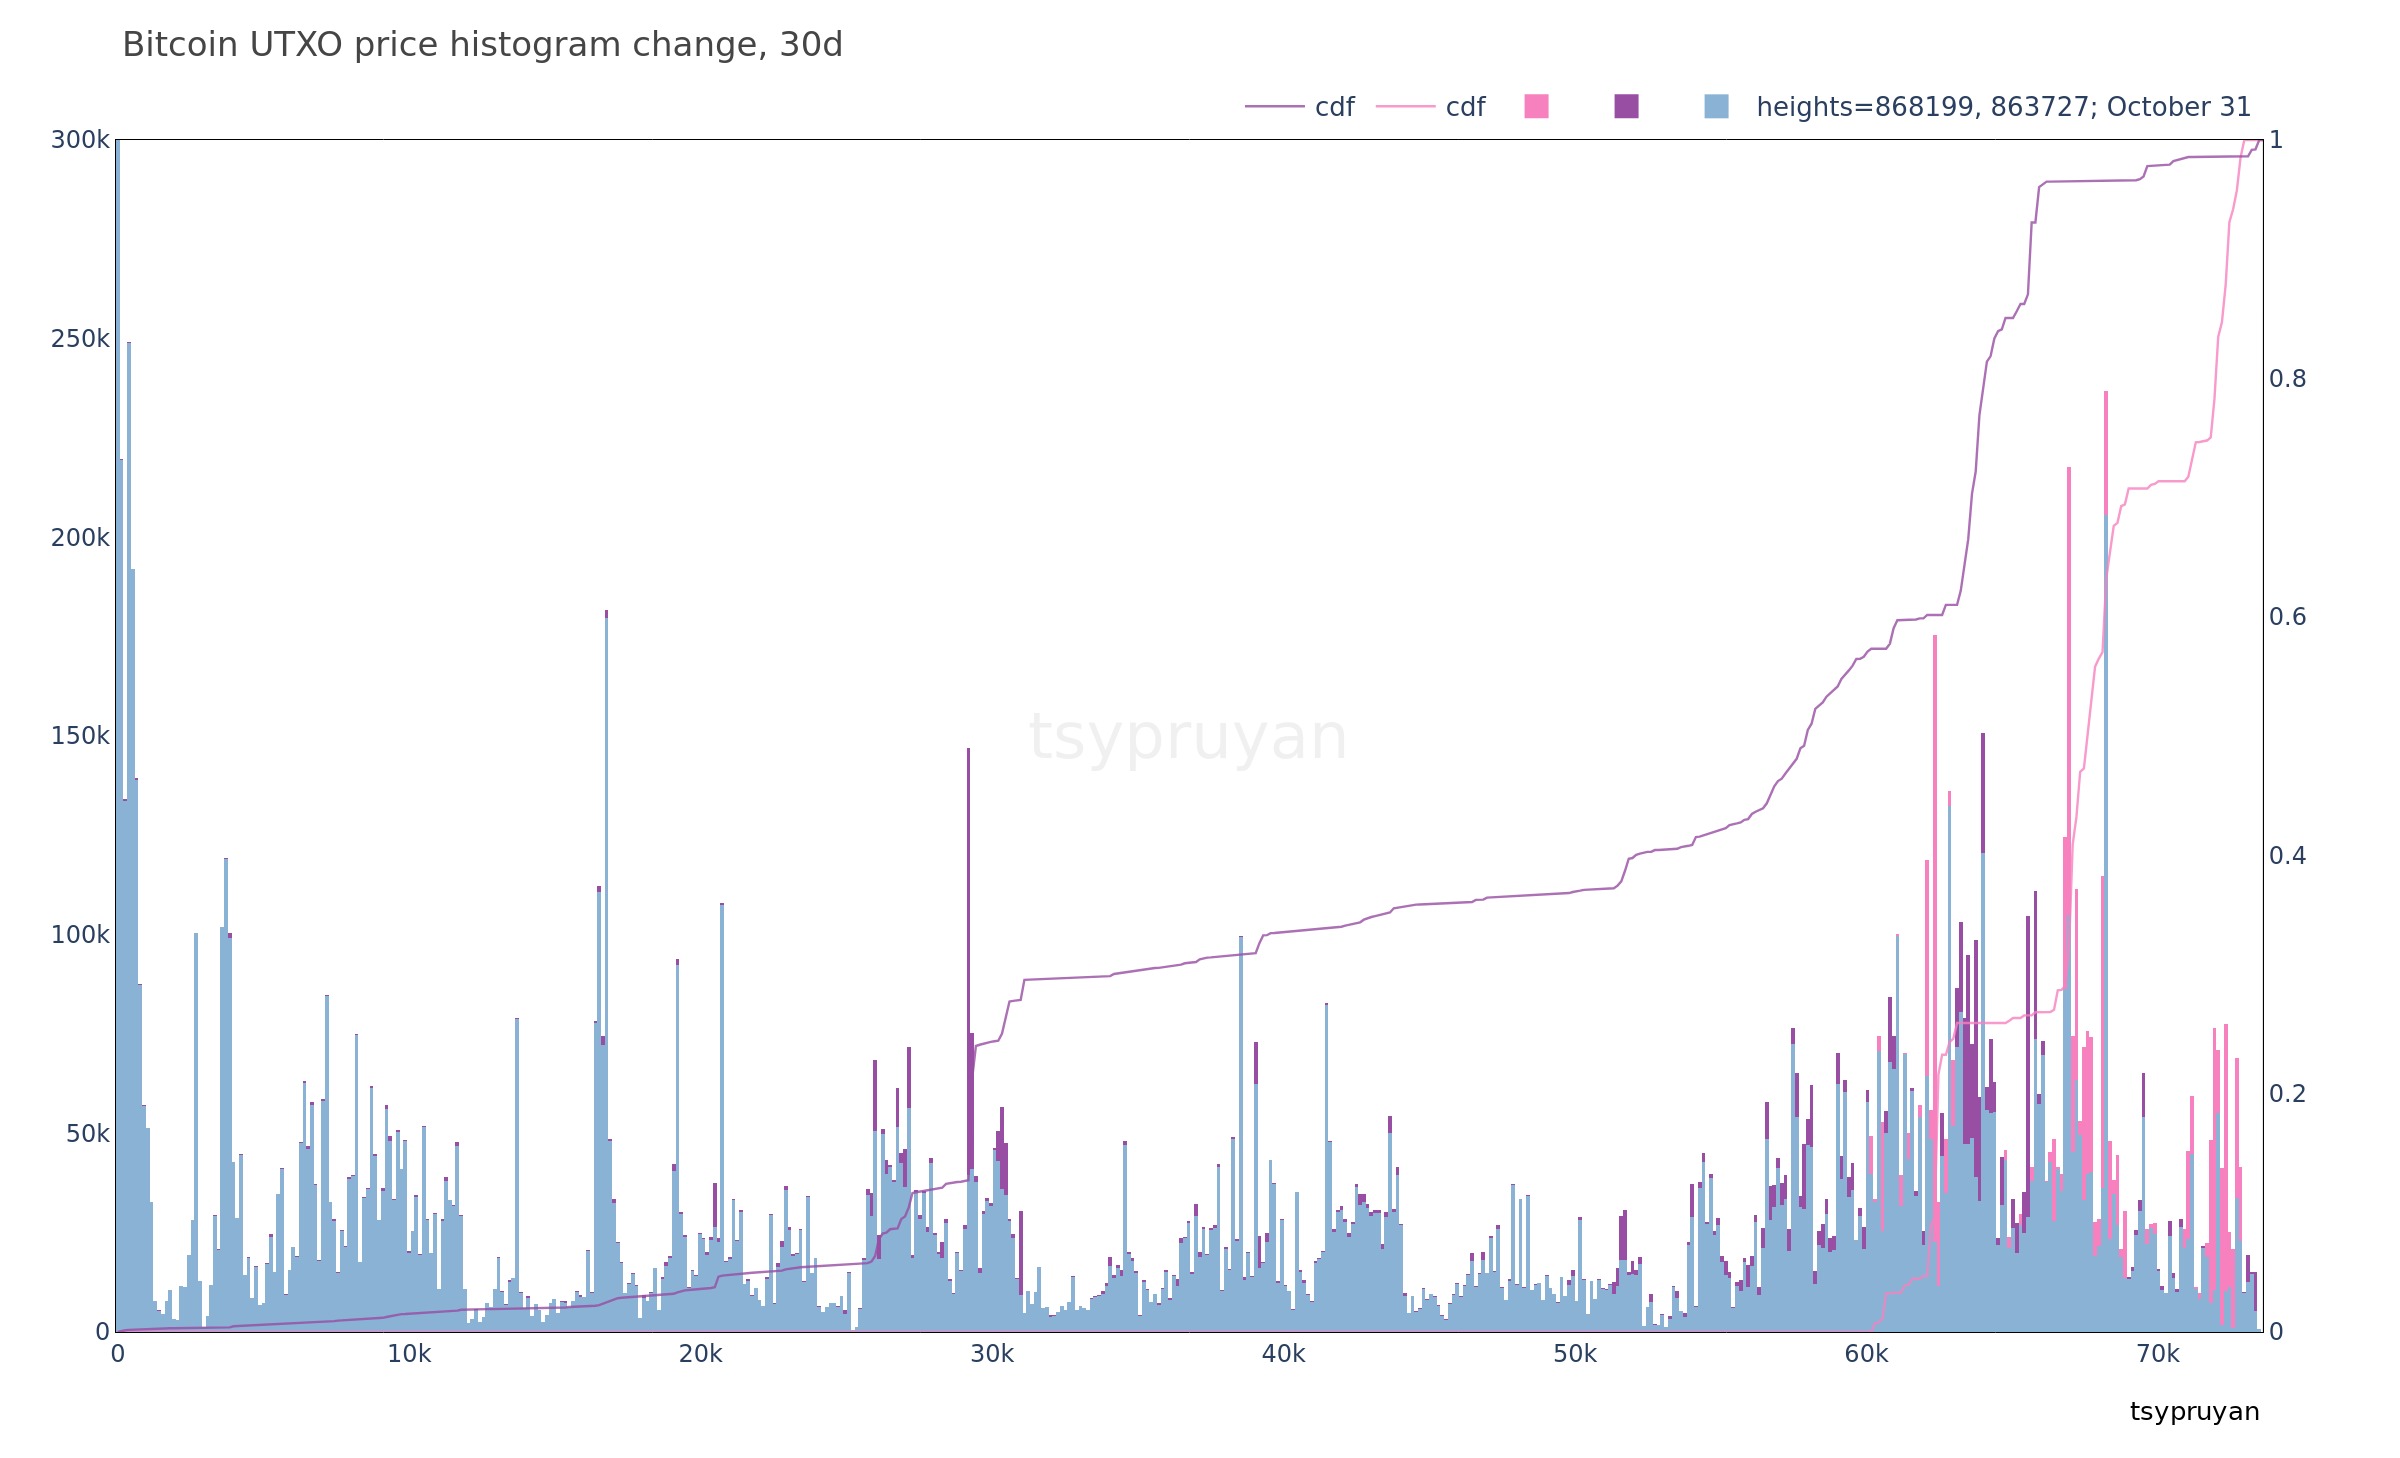 Bitcoin UTXO price histogram change, 30d
cdf cdf heights=868199, 863727; October 31
300k
250k
200k
150k
100k
50k
0
1
0.8
0.6
0.4
0.2
0
tsypruyan
0 10k 20k 30k 40k 50k 60k 70k
tsypruyan